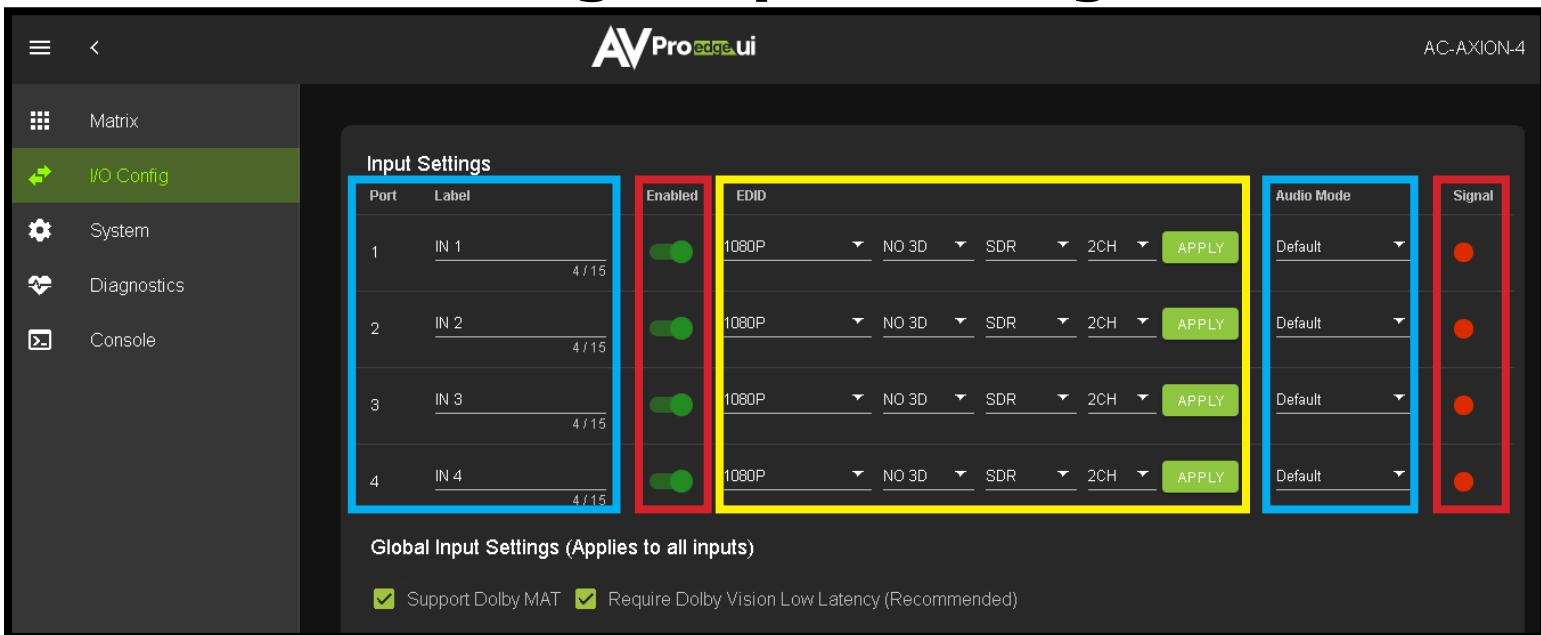 AVPro edge.ui
AC-AXION-4
Matrix
I/O Config
System
Diagnostics
Console
Input Settings
Port Label Enabled EDID Audio Mode Signal
1 IN 1 1080P NO 3D SDR 2CH APPLY Default
4 / 15
2 IN 2 1080P NO 3D SDR 2CH APPLY Default
4 / 15
3 IN 3 1080P NO 3D SDR 2CH APPLY Default
4 / 15
4 IN 4 1080P NO 3D SDR 2CH APPLY Default
4 / 15
Global Input Settings (Applies to all inputs)
Support Dolby MAT Require Dolby Vision Low Latency (Recommended)